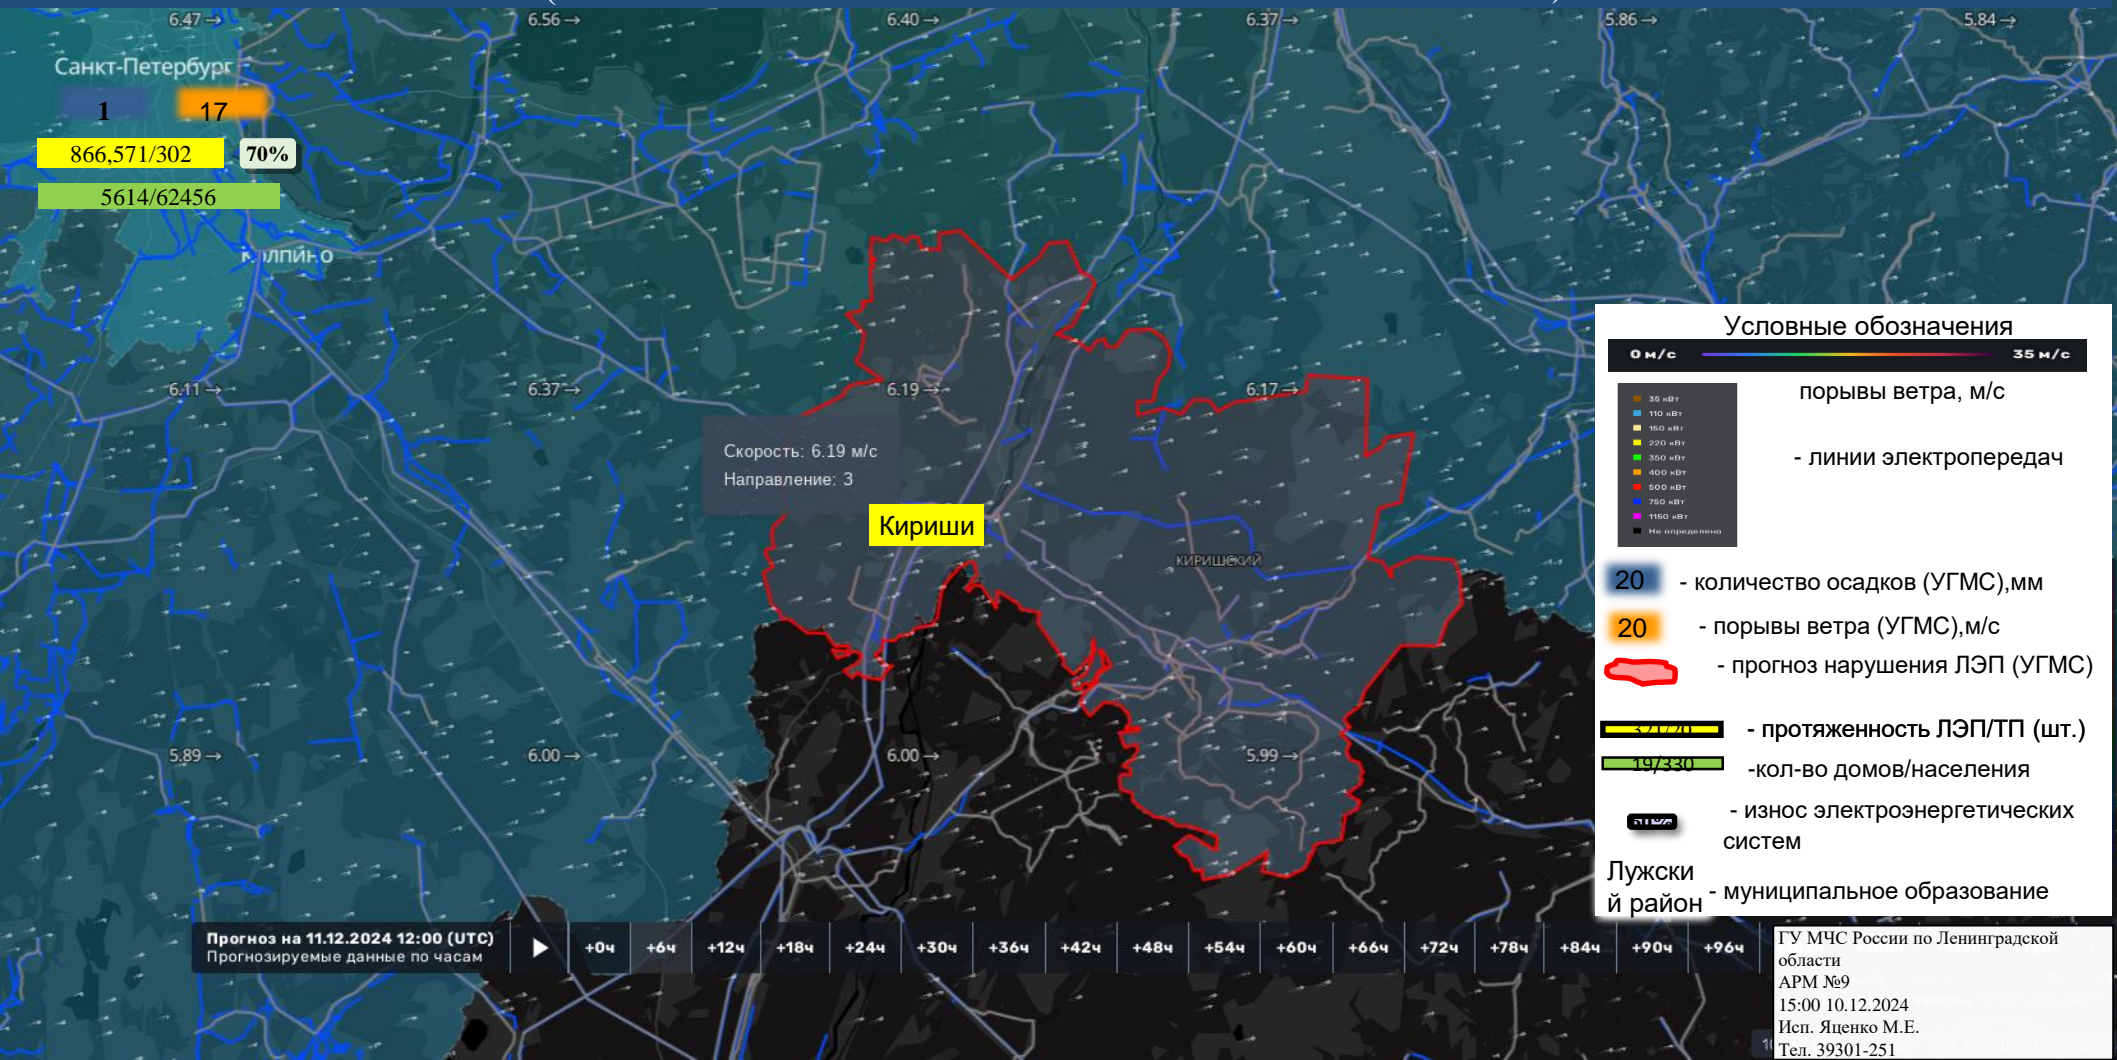 6.47→
6.56→
6.40→
6.37→
5.86→
5.84→
Санкт-Петербург
1
17
866,571/302
70%
5614/62456
Колпино
6.11→
6.37→
6.19→
6.17→
Скорость: 6.19 м/с
Направление: З
Кириши
КИРИШСКИЙ
5.89→
6.00→
6.00→
5.99→
Условные обозначения
0 м/с
35 м/с
порывы ветра, м/с
35 кВт
110 кВт
150 кВт
220 кВт
350 кВт
400 кВт
500 кВт
750 кВт
1150 кВт
Не определено
- линии электропередач
20
- количество осадков (УГМС),мм
20
- порывы ветра (УГМС),м/с
- прогноз нарушения ЛЭП (УГМС)
321/20
- протяженность ЛЭП/ТП (шт.)
19/330
-кол-во домов/населения
- износ электроэнергетических
систем
Лужски
й район
- муниципальное образование
Прогноз на 11.12.2024 12:00 (UTC)
Прогнозируемые данные по часам
+0ч
+6ч
+12ч
+18ч
+24ч
+30ч
+36ч
+42ч
+48ч
+54ч
+60ч
+66ч
+72ч
+78ч
+84ч
+90ч
+96ч
ГУ МЧС России по Ленинградской
области
АРМ №9
15:00 10.12.2024
Исп. Яценко М.Е.
Тел. 39301-251